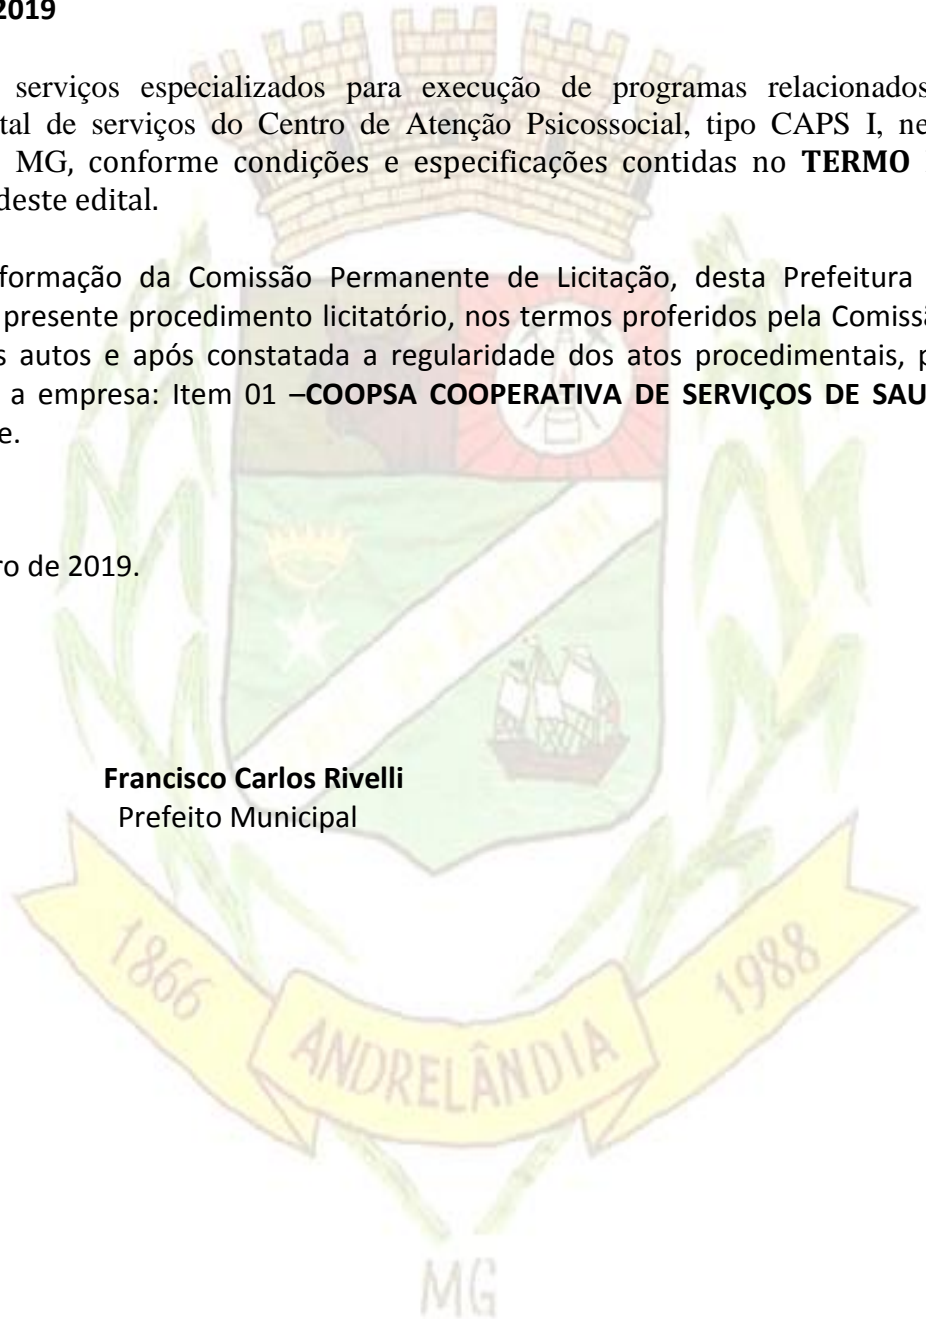 2019
serviços especializados para execução de programas relacionados
tal de serviços do Centro de Atenção Psicossocial, tipo CAPS I, ne
MG, conforme condições e especificações contidas no TERMO
deste edital.
formação da Comissão Permanente de Licitação, desta Prefeitura
presente procedimento licitatório, nos termos proferidos pela Comissã
s autos e após constatada a regularidade dos atos procedimentais, p
a empresa: Item 01 –COOPSA COOPERATIVA DE SERVIÇOS DE SAU
e.
ro de 2019.
Francisco Carlos Rivelli
Prefeito Municipal
1866
ANDRELÂNDIA
1988
MG